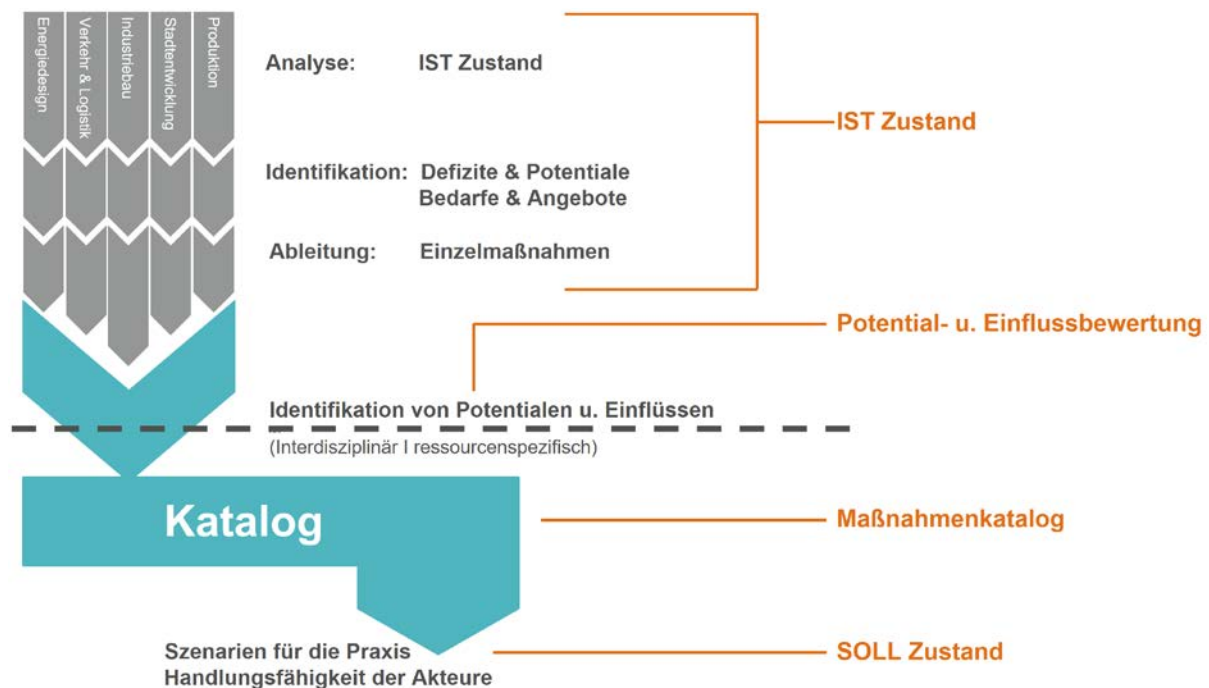 Energiedesign
Verkehr & Logistik
Industriebau
Stadtentwicklung
Produktion
Analyse: IST Zustand
IST Zustand
Identifikation: Defizite & Potentiale
Bedarfe & Angebote
Ableitung: Einzelmaßnahmen
Potential- u. Einflussbewertung
Identifikation von Potentialen u. Einflüssen
(Interdisziplinär I ressourcenspezifisch)
Katalog
Maßnahmenkatalog
Szenarien für die Praxis
SOLL Zustand
Handlungsfähigkeit der Akteure